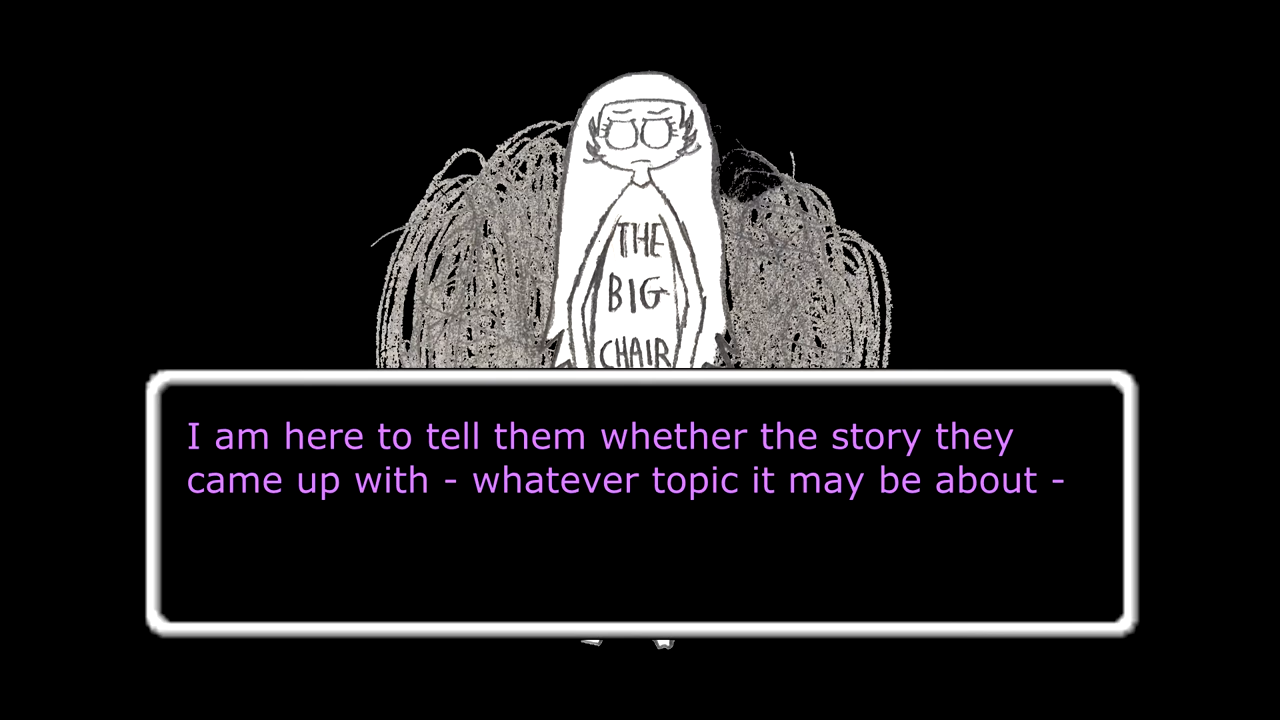 THE
BIG
CHAIR
I am here to tell them whether the story they
came up with - whatever topic it may be about -